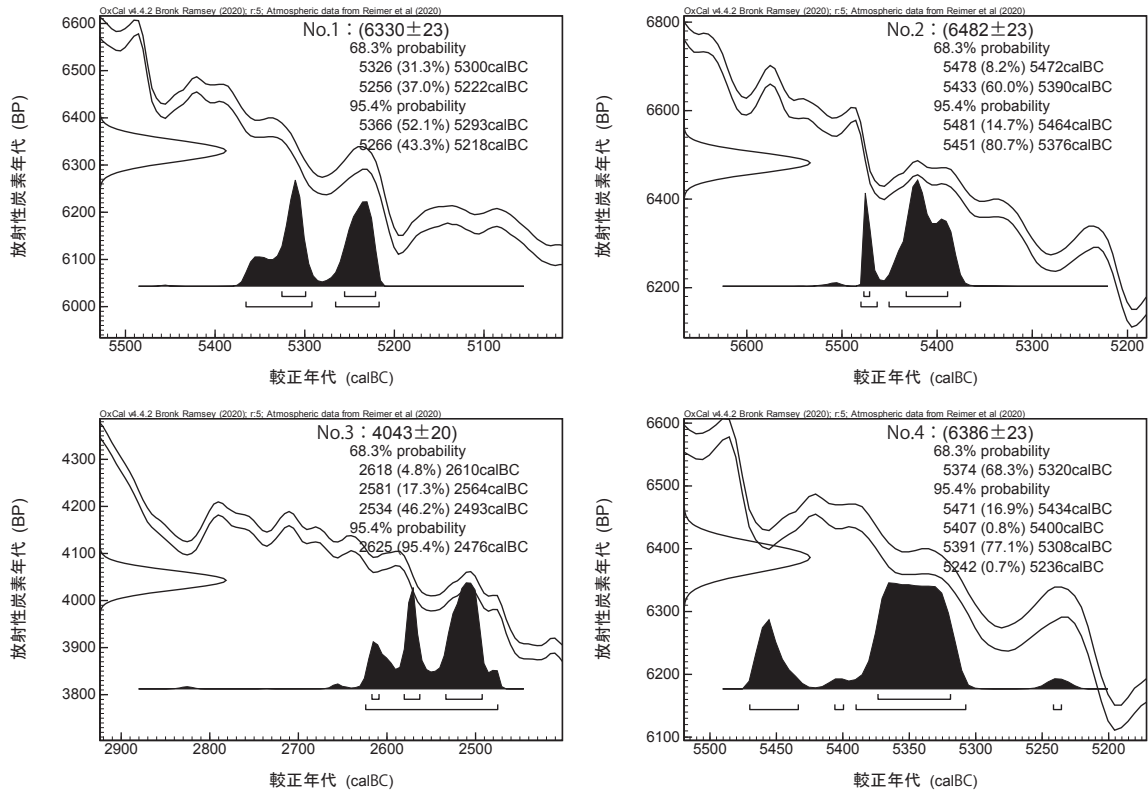 OxCal v4.4.2 Bronk Ramsey (2020); r:5; Atmospheric data from Reimer et al (2020)
No.1：(6330±23)
68.3% probability
5326 (31.3%) 5300calBC
5256 (37.0%) 5222calBC
95.4% probability
5366 (52.1%) 5293calBC
5266 (43.3%) 5218calBC
放射性炭素年代 (BP)
6600
6500
6400
6300
6200
6100
6000
5500 5400 5300 5200 5100
較正年代 (calBC)
OxCal v4.4.2 Bronk Ramsey (2020); r:5; Atmospheric data from Reimer et al (2020)
No.2：(6482±23)
68.3% probability
5478 (8.2%) 5472calBC
5433 (60.0%) 5390calBC
95.4% probability
5481 (14.7%) 5464calBC
5451 (80.7%) 5376calBC
放射性炭素年代 (BP)
6800
6600
6400
6200
5600 5500 5400 5300 5200
較正年代 (calBC)
OxCal v4.4.2 Bronk Ramsey (2020); r:5; Atmospheric data from Reimer et al (2020)
No.3：4043±20)
68.3% probability
2618 (4.8%) 2610calBC
2581 (17.3%) 2564calBC
2534 (46.2%) 2493calBC
95.4% probability
2625 (95.4%) 2476calBC
放射性炭素年代 (BP)
4300
4200
4100
4000
3900
3800
2900 2800 2700 2600 2500
較正年代 (calBC)
OxCal v4.4.2 Bronk Ramsey (2020); r:5; Atmospheric data from Reimer et al (2020)
No.4：(6386±23)
68.3% probability
5374 (68.3%) 5320calBC
95.4% probability
5471 (16.9%) 5434calBC
5407 (0.8%) 5400calBC
5391 (77.1%) 5308calBC
5242 (0.7%) 5236calBC
放射性炭素年代 (BP)
6600
6500
6400
6300
6200
6100
5500 5400 5300 5200
較正年代 (calBC)